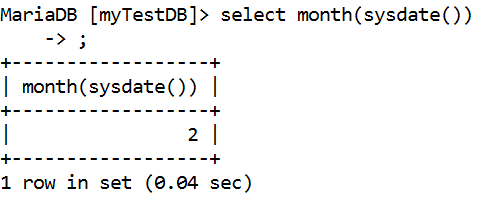 MariaDB [myTestDB]> select month(sysdate())
    -> ;
+------------------+
| month(sysdate()) |
+------------------+
|                2 |
+------------------+
1 row in set (0.04 sec)